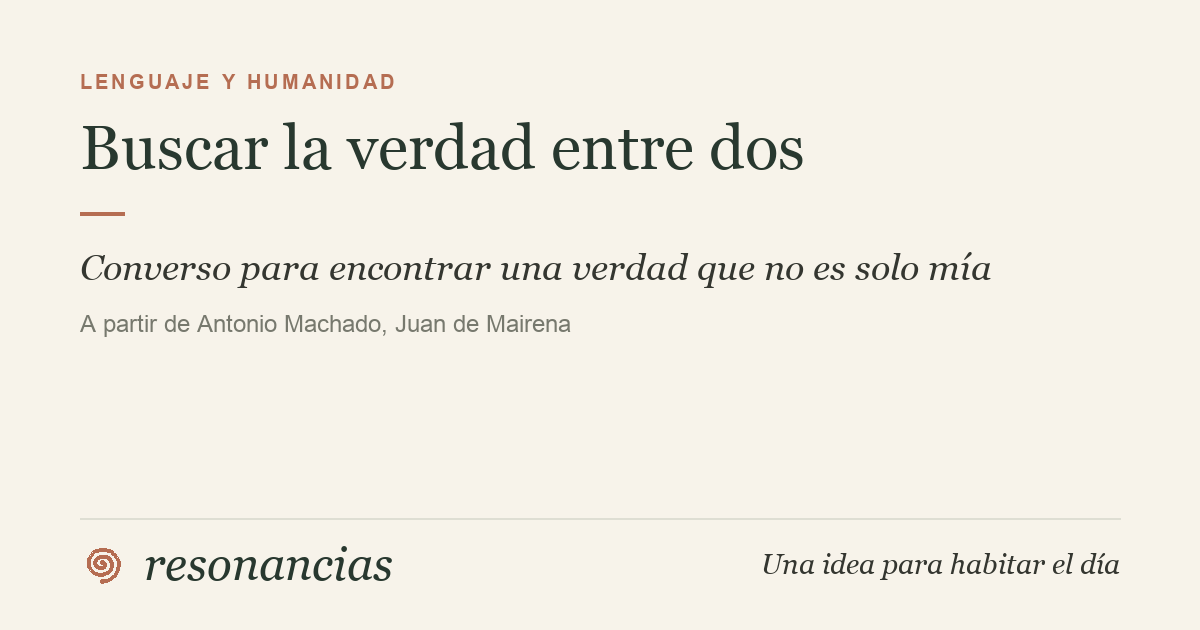 LENGUAJE Y HUMANIDAD
Buscar la verdad entre dos
Converso para encontrar una verdad que no es solo mía
A partir de Antonio Machado, Juan de Mairena
resonancias
Una idea para habitar el día